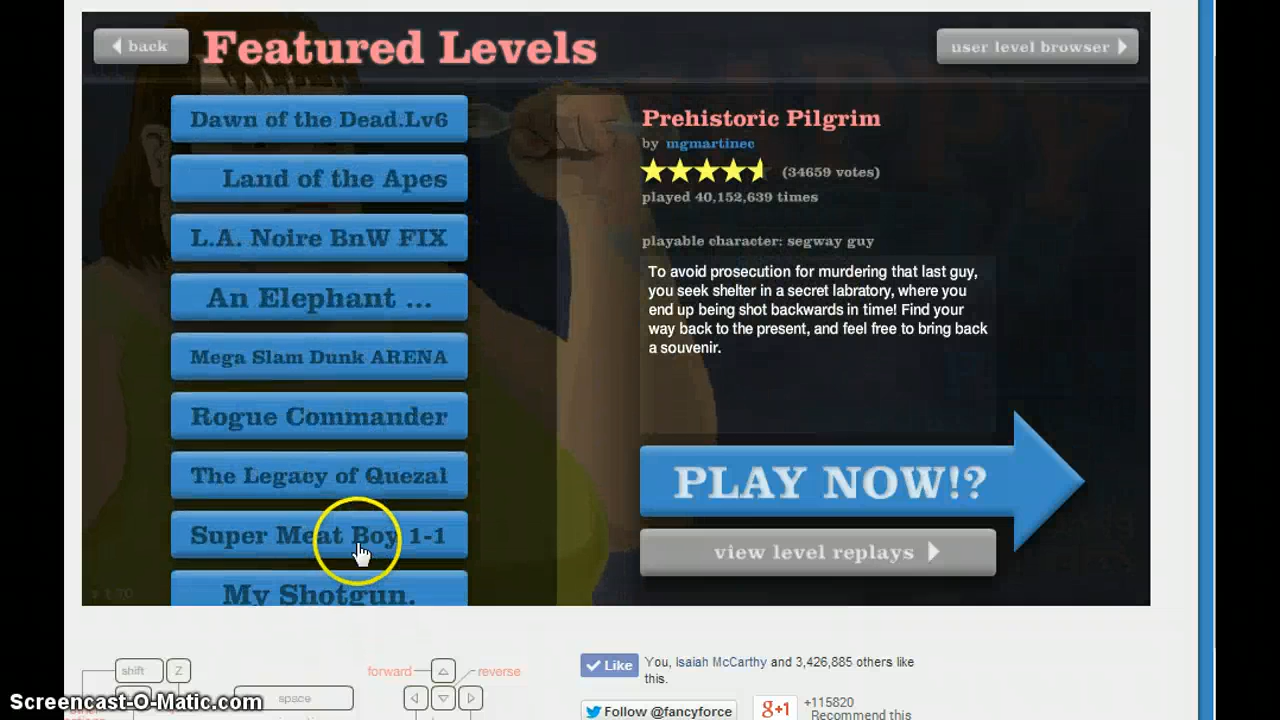 back
Featured Levels
user level browser
Dawn of the Dead.Lv6
Land of the Apes
L.A. Noire BnW FIX
An Elephant ...
Mega Slam Dunk ARENA
Rogue Commander
The Legacy of Quezal
Super Meat Boy 1-1
My Shotgun.
Prehistoric Pilgrim
by mgmartinec
(34659 votes)
played 40,152,639 times
playable character: segway guy
To avoid prosecution for murdering that last guy,
you seek shelter in a secret labratory, where you
end up being shot backwards in time! Find your
way back to the present, and feel free to bring back
a souvenir.
PLAY NOW!?
view level replays
shift
Z
space
forward
reverse
Like
You, Isaiah McCarthy and 3,426,885 others like
this.
Follow @fancyforce
g+1
+115820
Recommend this
Screencast-O-Matic.com